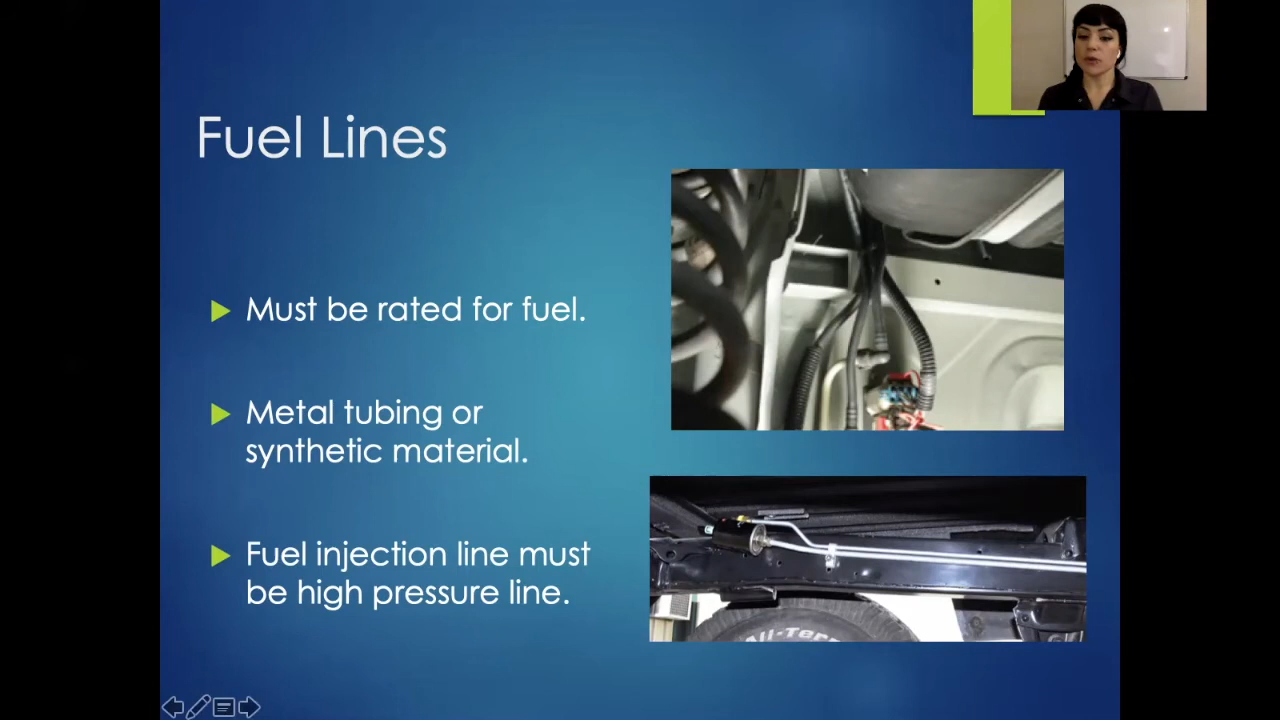 Fuel Lines
Must be rated for fuel.
Metal tubing or
synthetic material.
Fuel injection line must
be high pressure line.
All-Terr